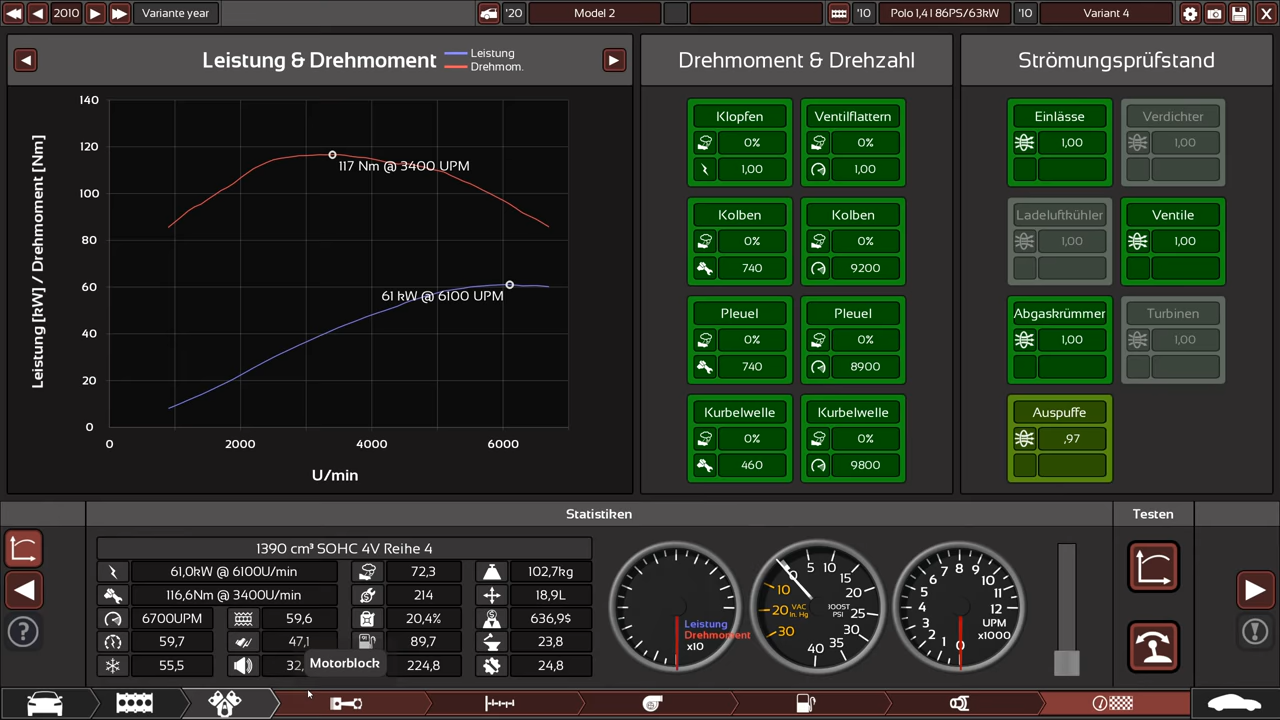 2010
Variante year
'20
Model 2
'10
Polo 1,4 l 86PS/63kW
'10
Variant 4
Leistung & Drehmoment
Leistung
Drehmom.
Drehmoment & Drehzahl
Strömungsprüfstand
Leistung [kW] / Drehmoment [Nm]
140
120
100
80
60
40
20
0
117 Nm @ 3400 UPM
61 kW @ 6100 UPM
0
2000
4000
6000
U/min
Klopfen
0%
1,00
Ventilflattern
0%
1,00
Kolben
0%
740
Kolben
0%
9200
Pleuel
0%
740
Pleuel
0%
8900
Kurbelwelle
0%
460
Kurbelwelle
0%
9800
Einlässe
1,00
Verdichter
1,00
Ladeluftkühler
1,00
Ventile
1,00
Abgaskrümmer
1,00
Turbinen
1,00
Auspuffe
,97
Statistiken
Testen
1390 cm³ SOHC 4V Reihe 4
61,0kW @ 6100U/min
72,3
102,7kg
116,6Nm @ 3400U/min
214
18,9L
6700UPM
59,6
20,4%
636,9$
59,7
47,1
89,7
23,8
55,5
32,
224,8
24,8
Motorblock
Leistung
Drehmoment
x10
0
5
10
15
20
25
30
35
40
10
20
30
VAC
In. Hg
BOOST
PSI
0
1
2
3
4
5
6
7
8
9
10
11
12
13
UPM
x1000